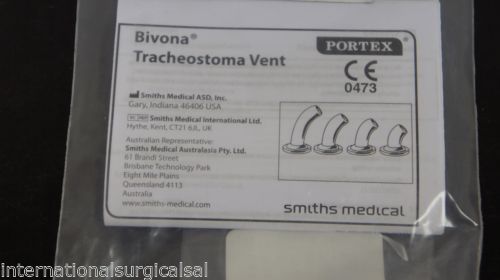 Bivona®
Tracheostoma Vent
PORTEX®
CE
0473
Smiths Medical ASD, Inc.
Gary, Indiana 46406 USA
EC REP Smiths Medical International Ltd.
Hythe, Kent, CT21 6JL, UK
Australian Representative:
Smiths Medical Australasia Pty. Ltd.
61 Brandl Street
Brisbane Technology Park
Eight Mile Plains
Queensland 4113
Australia
www.smiths-medical.com
smiths medical
internationalsurgicalsal